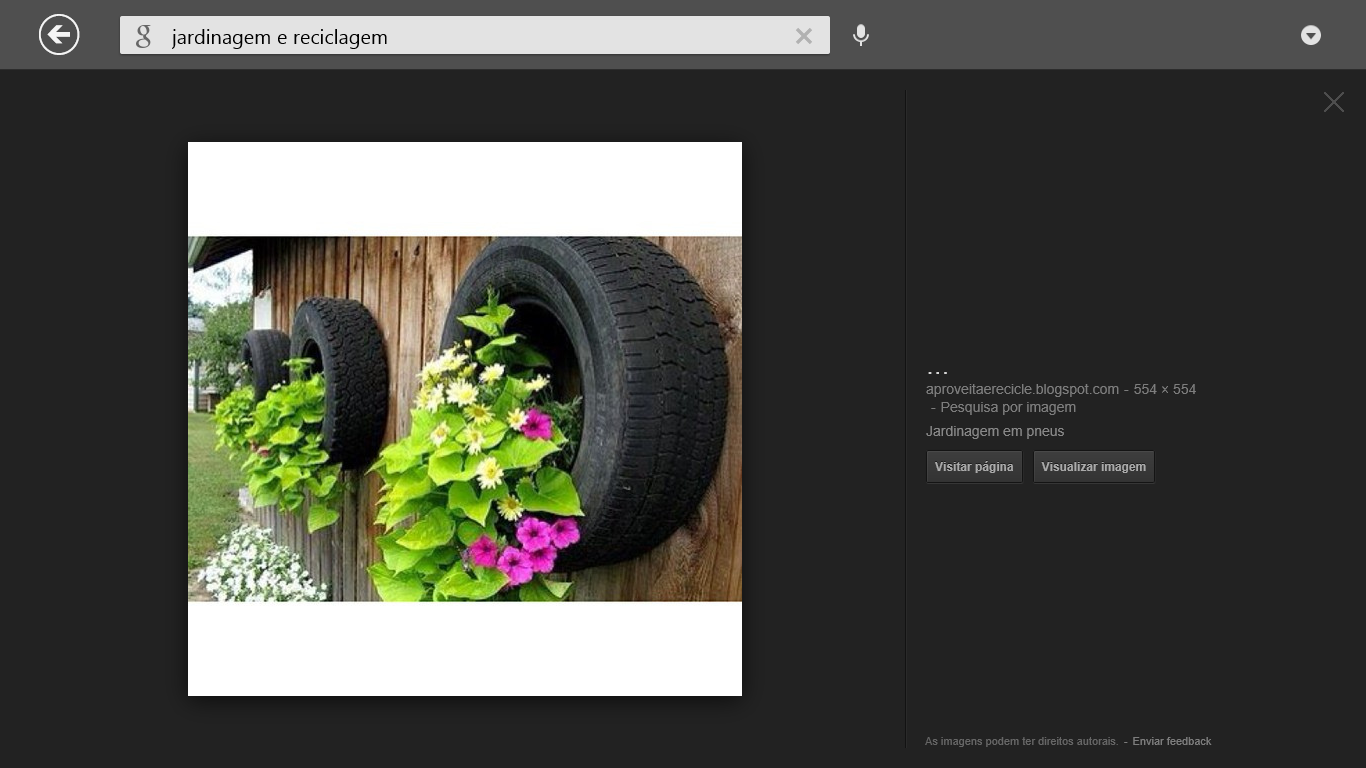 jardinagem e reciclagem
...
aproveitaerecicle.blogspot.com - 554 × 554
- Pesquisa por imagem
Jardinagem em pneus
Visitar página Visualizar imagem
As imagens podem ter direitos autorais. - Enviar feedback